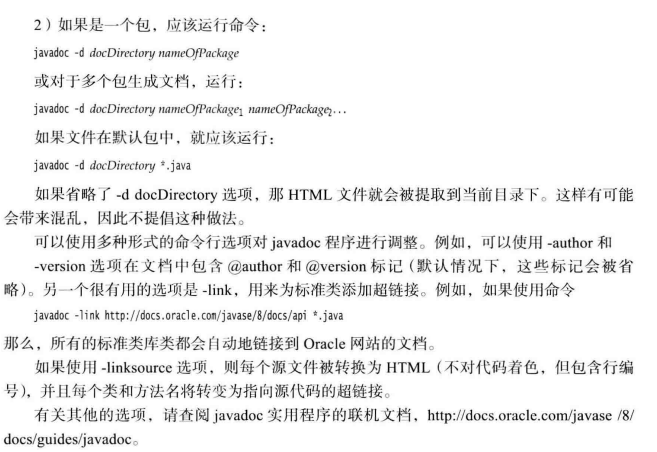 2）如果是一个包，应该运行命令：
javadoc -d docDirectory nameOfPackage
或对于多个包生成文档，运行：
javadoc -d docDirectory nameOfPackage₁ nameOfPackage₂...
如果文件在默认包中，就应该运行：
javadoc -d docDirectory *.java
如果省略了 -d docDirectory 选项，那 HTML 文件就会被提取到当前目录下。这样有可能
会带来混乱，因此不提倡这种做法。
可以使用多种形式的命令行选项对 javadoc 程序进行调整。例如，可以使用 -author 和
-version 选项在文档中包含 @author 和 @version 标记（默认情况下，这些标记会被省
略）。另一个很有用的选项是 -link，用来为标准类添加超链接。例如，如果使用命令
javadoc -link http://docs.oracle.com/javase/8/docs/api *.java
那么，所有的标准类库类都会自动地链接到 Oracle 网站的文档。
如果使用 -linksource 选项，则每个源文件被转换为 HTML（不对代码着色，但包含行编
号），并且每个类和方法名将转变为指向源代码的超链接。
有关其他的选项，请查阅 javadoc 实用程序的联机文档，http://docs.oracle.com/javase /8/
docs/guides/javadoc。